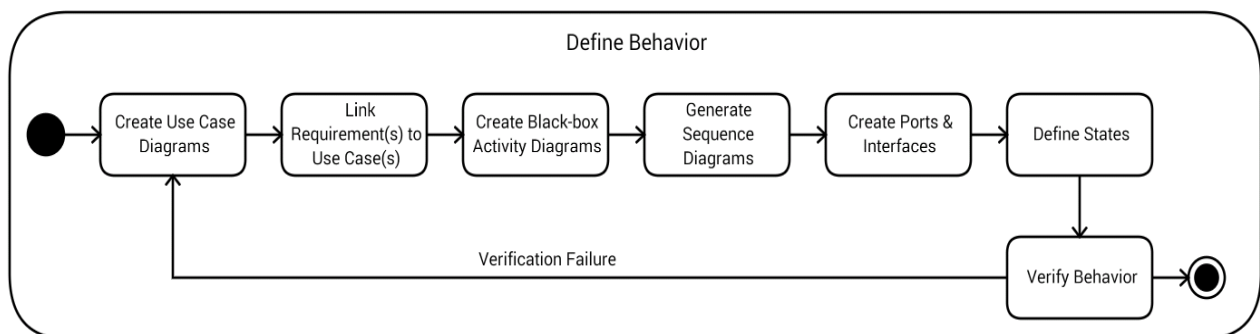 Define Behavior
Create Use Case
Diagrams
Link
Requirement(s) to
Use Case(s)
Create Black-box
Activity Diagrams
Generate
Sequence
Diagrams
Create Ports &
Interfaces
Define States
Verification Failure
Verify Behavior